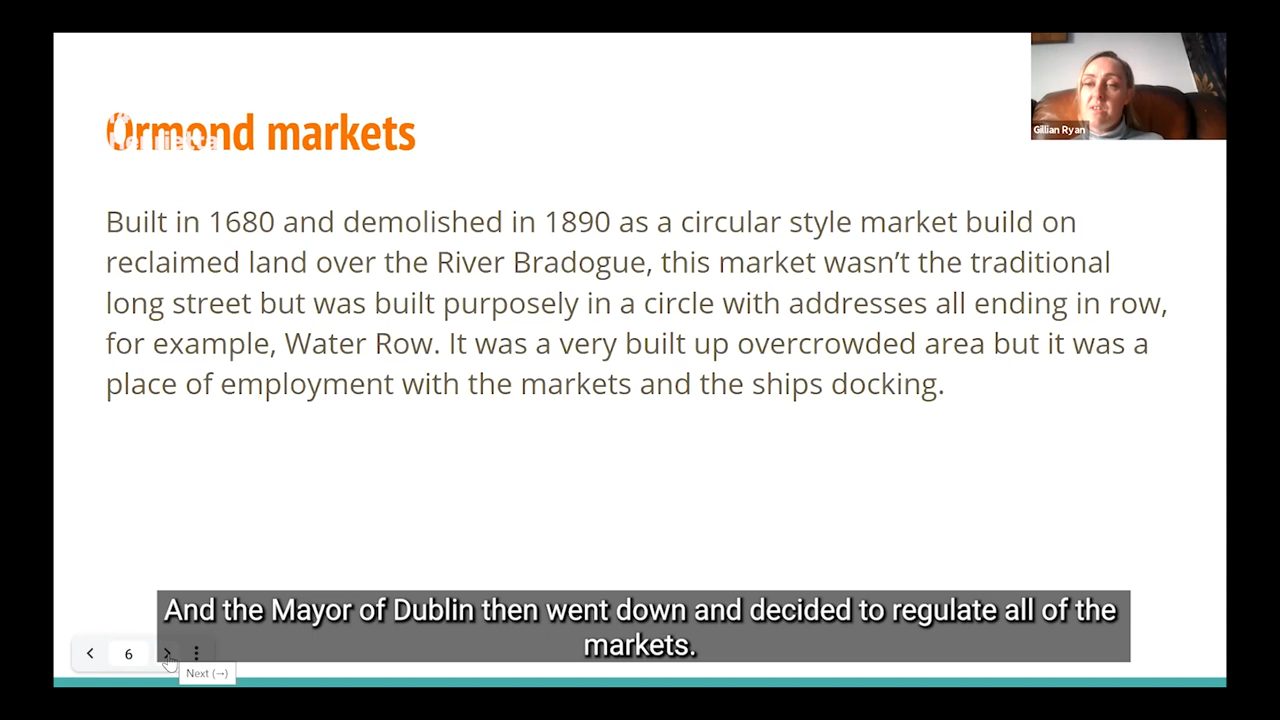 Ormond markets
Henrietta
Gillian Ryan
Built in 1680 and demolished in 1890 as a circular style market build on
reclaimed land over the River Bradogue, this market wasn't the traditional
long street but was built purposely in a circle with addresses all ending in row,
for example, Water Row. It was a very built up overcrowded area but it was a
place of employment with the markets and the ships docking.
And the Mayor of Dublin then went down and decided to regulate all of the
markets.
6
Next (→)